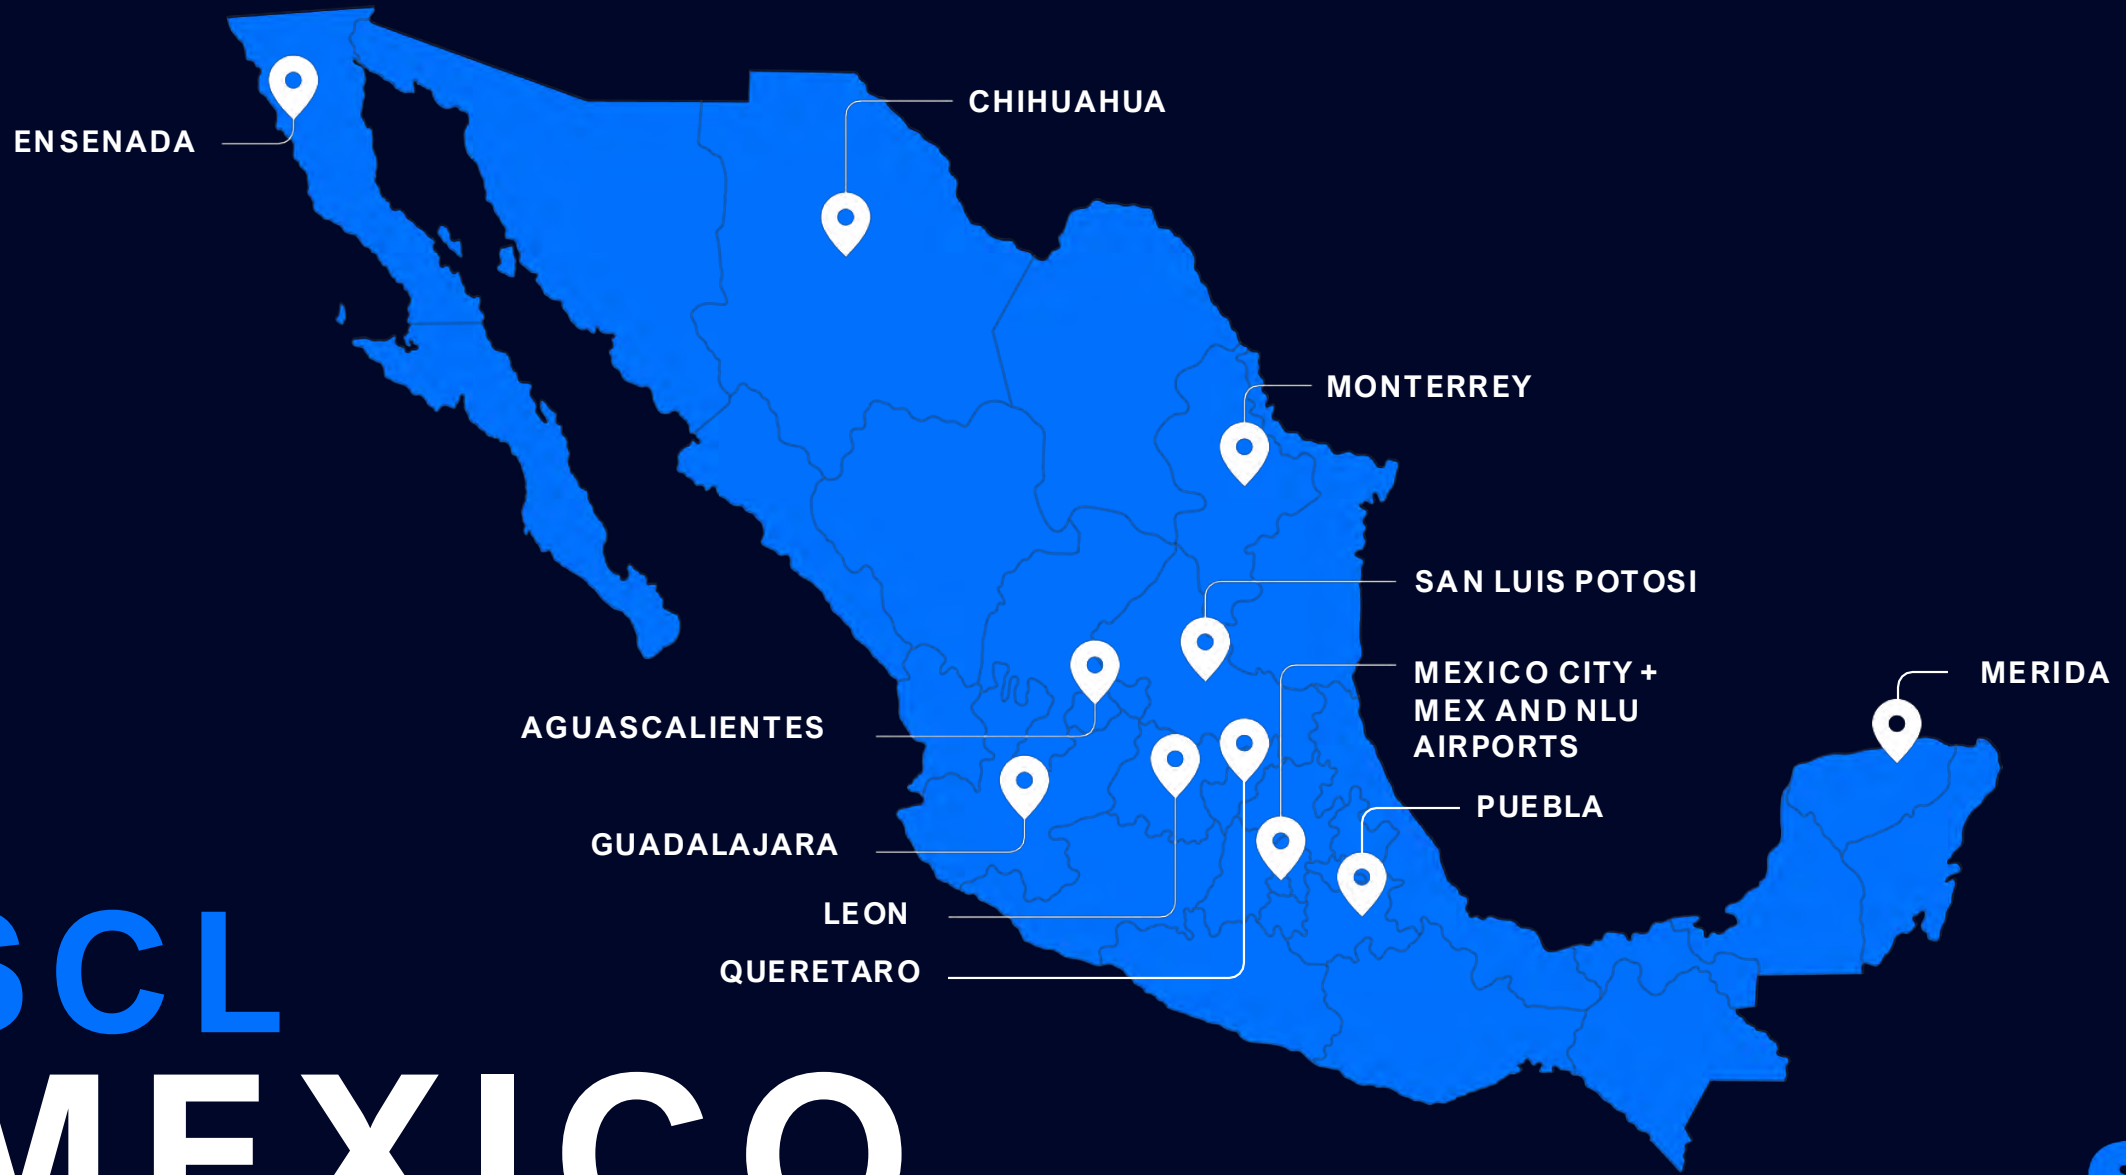 CHIHUAHUA
ENSENADA
MONTERREY
SAN LUIS POTOSI
MEXICO CITY +
MEX AND NLU
AIRPORTS
MERIDA
AGUASCALIENTES
PUEBLA
GUADALAJARA
LEON
QUERETARO
SCL
MEXICO